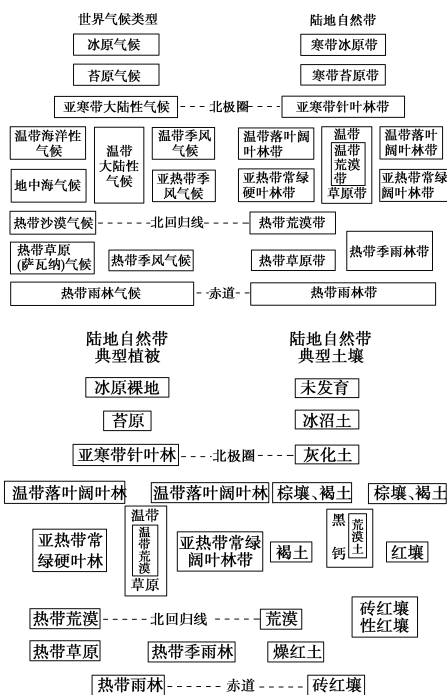 世界气候类型
陆地自然带
冰原气候
寒带冰原带
苔原气候
寒带苔原带
亚寒带大陆性气候
北极圈
亚寒带针叶林带
温带海洋性
气候
温带
大陆性
气候
温带季风
气候
温带落叶阔
叶林带
温带
温带
荒漠
带
草原带
温带落叶
阔叶林带
地中海气候
亚热带季
风气候
亚热带常绿
硬叶林带
亚热带常绿
阔叶林带
热带沙漠气候
北回归线
热带荒漠带
热带草原
(萨瓦纳)气候
热带季风气候
热带草原带
热带季雨林带
热带雨林气候
赤道
热带雨林带
陆地自然带
典型植被
陆地自然带
典型土壤
冰原裸地
未发育
苔原
冰沼土
亚寒带针叶林
北极圈
灰化土
温带落叶阔叶林
温带落叶阔叶林
棕壤、褐土
棕壤、褐土
亚热带常
绿硬叶林
温带
温带荒漠
草原
亚热带常绿
阔叶林带
褐土
黑
钙
荒漠土
红壤
热带荒漠
北回归线
荒漠
砖红壤
性红壤
热带草原
热带季雨林
燥红土
热带雨林
赤道
砖红壤